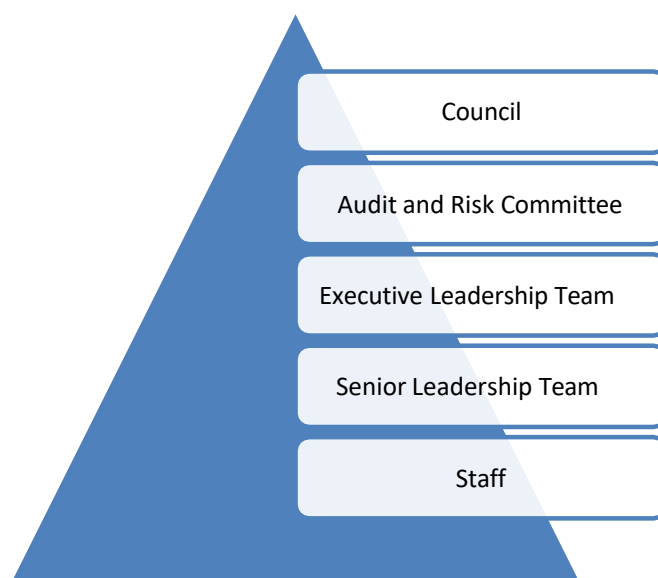 Council
Audit and Risk Committee
Executive Leadership Team
Senior Leadership Team
Staff